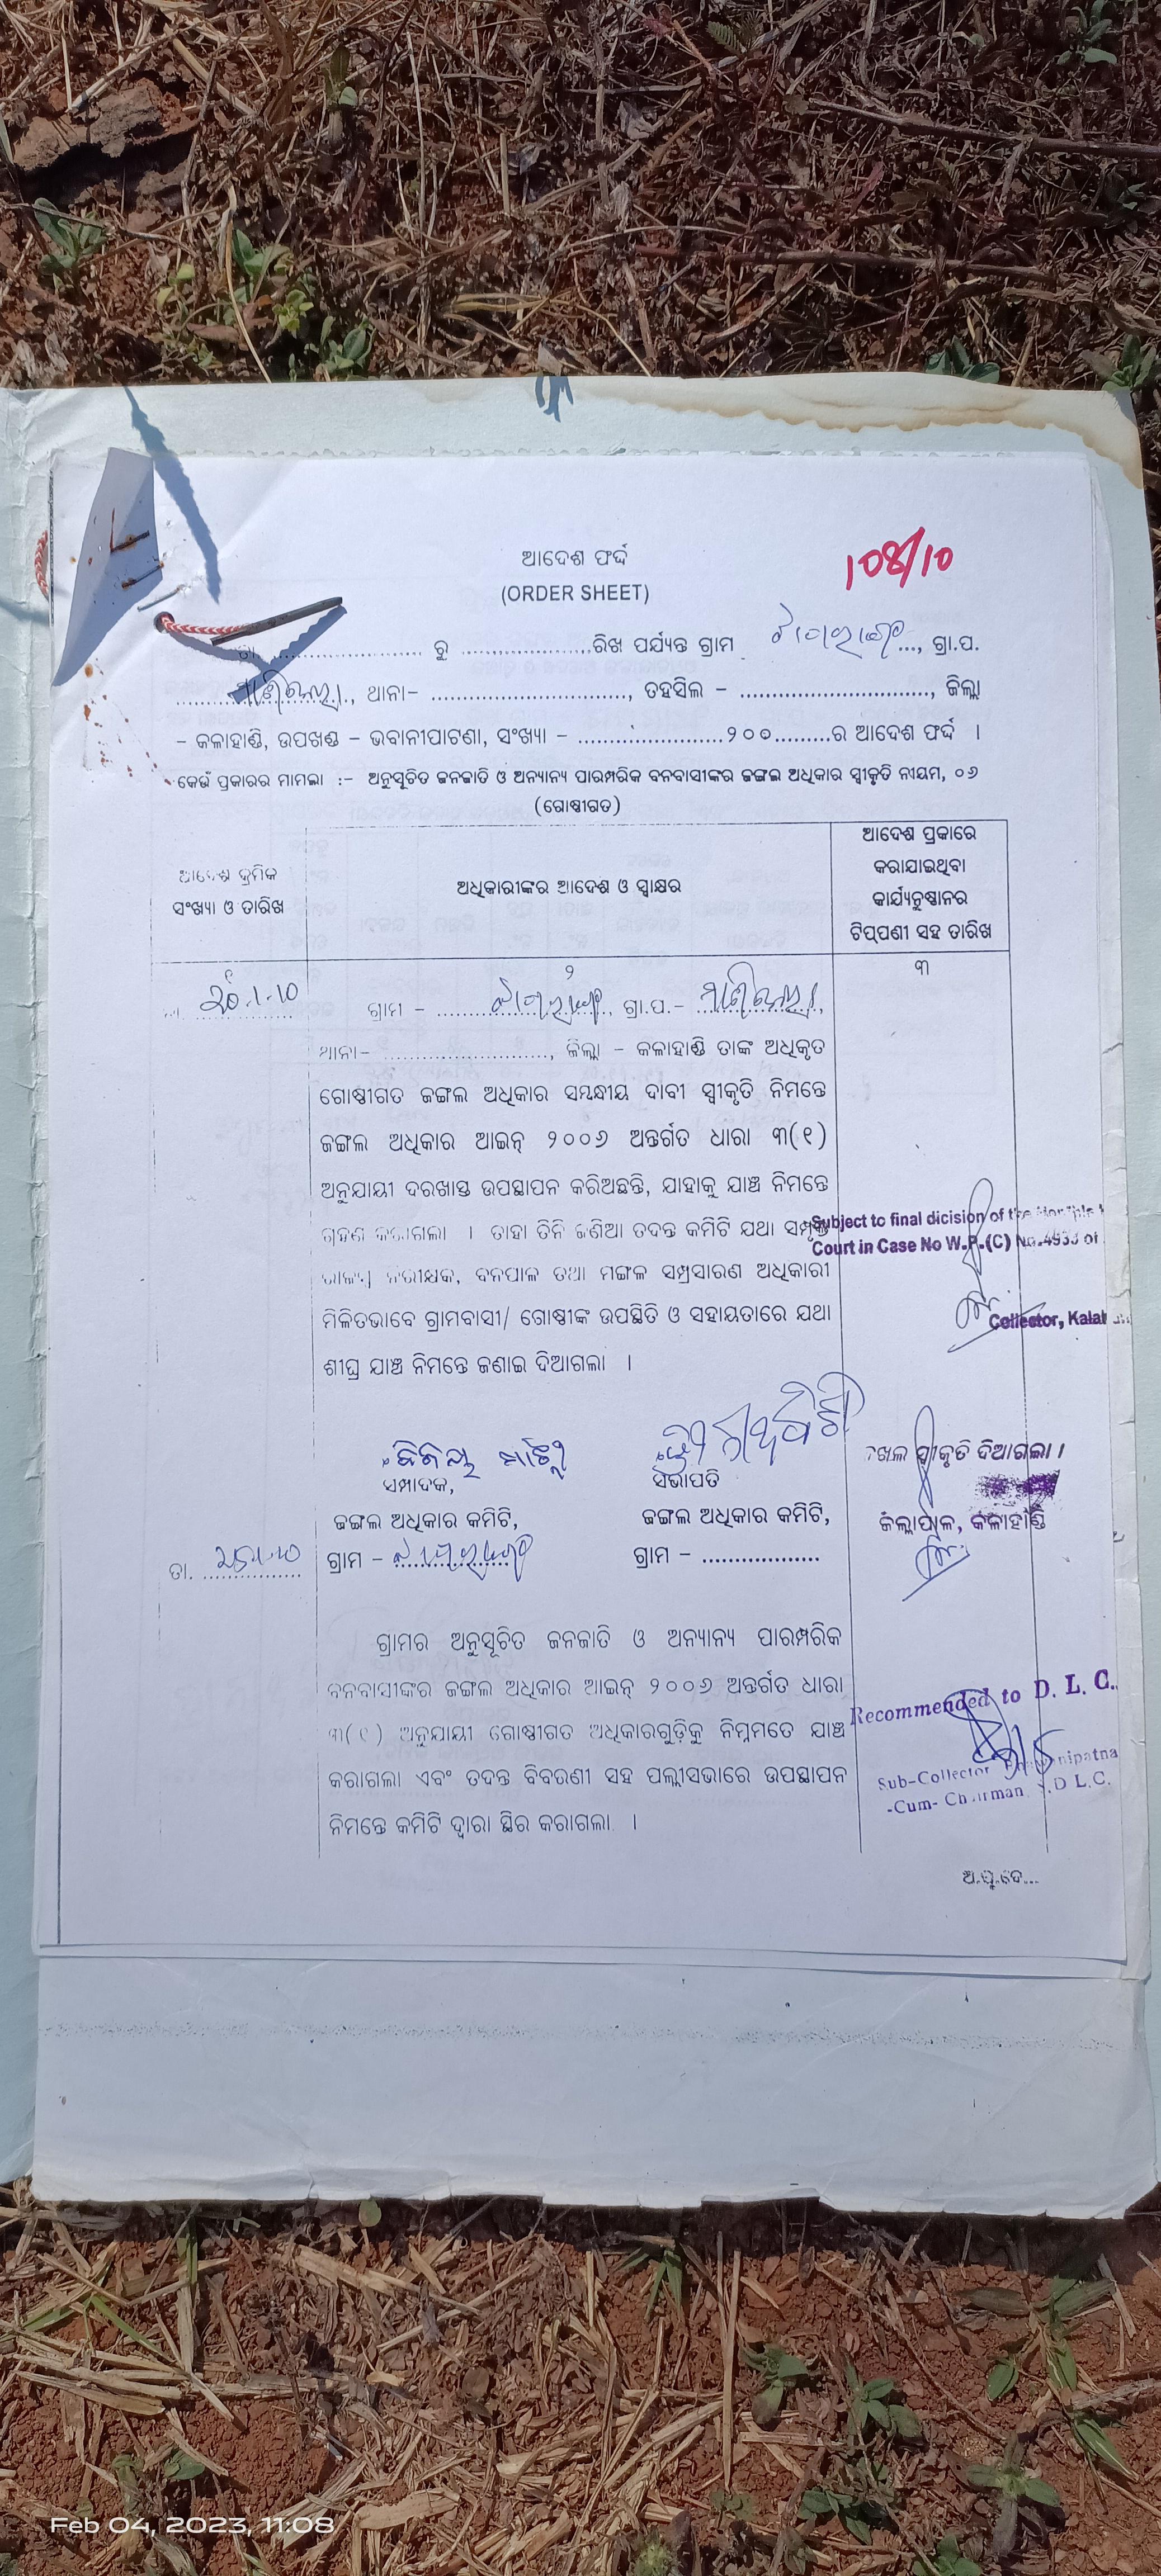 ଆଦେଶ ଫର୍ଦ୍ଦ
(ORDER SHEET)
108/10
ତା. ........................ ରୁ ......................ରିଖ ପର୍ଯ୍ୟନ୍ତ ଗ୍ରାମ ..., ଗ୍ରା.ପ.
, ଥାନା- ................................, ତହସିଲ - ................................, ଜିଲ୍ଲା
- କଳାହାଣ୍ଡି, ଉପଖଣ୍ଡ - ଭବାନୀପାଟଣା, ସଂଖ୍ୟା - ........................୨୦୦.........ର ଆଦେଶ ଫର୍ଦ୍ଦ ।
କେଉଁ ପ୍ରକାରର ମାମଲା :- ଅନୁସୂଚିତ ଜନଜାତି ଓ ଅନ୍ୟାନ୍ୟ ପାରମ୍ପରିକ ବନବାସୀଙ୍କର ଜଙ୍ଗଲ ଅଧିକାର ସ୍ୱୀକୃତି ନୀୟମ, ୦୬
(ଗୋଷ୍ଠୀଗତ)
ଆଦେଶ କ୍ରମିକ
ସଂଖ୍ୟା ଓ ତାରିଖ
ଅଧିକାରୀଙ୍କର ଆଦେଶ ଓ ସ୍ୱାକ୍ଷର
ଆଦେଶ ପ୍ରକାରେ
କରାଯାଇଥିବା
କାର୍ଯ୍ୟନୁଷ୍ଠାନର
ଟିପ୍ପଣୀ ସହ ତାରିଖ
୧
୨
୩
20.1.10
ଗ୍ରାମ - , ଗ୍ରା.ପ.- ,
ଥାନା- ..........................., ଜିଲ୍ଲା - କଳାହାଣ୍ଡି ତାଙ୍କ ଅଧିକୃତ
ଗୋଷ୍ଠୀଗତ ଜଙ୍ଗଲ ଅଧିକାର ସମ୍ବନ୍ଧୀୟ ଦାବୀ ସ୍ୱୀକୃତି ନିମନ୍ତେ
ଜଙ୍ଗଲ ଅଧିକାର ଆଇନ୍ ୨୦୦୬ ଅନ୍ତର୍ଗତ ଧାରା ୩(୧)
ଅନୁଯାୟୀ ଦରଖାସ୍ତ ଉପସ୍ଥାପନ କରିଅଛନ୍ତି, ଯାହାକୁ ଯାଞ୍ଚ ନିମନ୍ତେ
ଗ୍ରହଣ କରାଗଲା । ତାହା ତିନି ଜଣିଆ ତଦନ୍ତ କମିଟି ଯଥା ସମ୍ପୃକ୍ତ
ନିରୀକ୍ଷକ, ବନପାଳ ତଥା ମଙ୍ଗଳ ସମ୍ପ୍ରସାରଣ ଅଧିକାରୀ
ମିଳିତଭାବେ ଗ୍ରାମବାସୀ/ ଗୋଷ୍ଠୀଙ୍କ ଉପସ୍ଥିତି ଓ ସହାୟତାରେ ଯଥା
ଶୀଘ୍ର ଯାଞ୍ଚ ନିମନ୍ତେ ଜଣାଇ ଦିଆଗଲା ।
Subject to final dicision of the
Court in Case No W.P.(C) No.4933 of
Collector,
ସମ୍ପାଦକ,
ଜଙ୍ଗଲ ଅଧିକାର କମିଟି,
ଗ୍ରାମ -
ସଭାପତି
ଜଙ୍ଗଲ ଅଧିକାର କମିଟି,
ଗ୍ରାମ - ..................
ଦଖଲ ସ୍ୱୀକୃତି ଦିଆଗଲା ।
ଜିଲ୍ଲାପାଳ, କଳାହାଣ୍ଡି
ତା.
ଗ୍ରାମର ଅନୁସୂଚିତ ଜନଜାତି ଓ ଅନ୍ୟାନ୍ୟ ପାରମ୍ପରିକ
ବନବାସୀଙ୍କର ଜଙ୍ଗଲ ଅଧିକାର ଆଇନ୍ ୨୦୦୬ ଅନ୍ତର୍ଗତ ଧାରା
୩(୧) ଅନୁଯାୟୀ ଗୋଷ୍ଠୀଗତ ଅଧିକାରଗୁଡ଼ିକୁ ନିମ୍ନମତେ ଯାଞ୍ଚ
କରାଗଲା ଏବଂ ତଦନ୍ତ ବିବରଣୀ ସହ ପଲ୍ଲୀସଭାରେ ଉପସ୍ଥାପନ
ନିମନ୍ତେ କମିଟି ଦ୍ୱାରା ସ୍ଥିର କରାଗଲା ।
Recommended to D. L. C.
Sub-Collector
-Cum- Chairman
ଅ.ପୃ.ଦେ...
Feb 04, 2023, 11:08